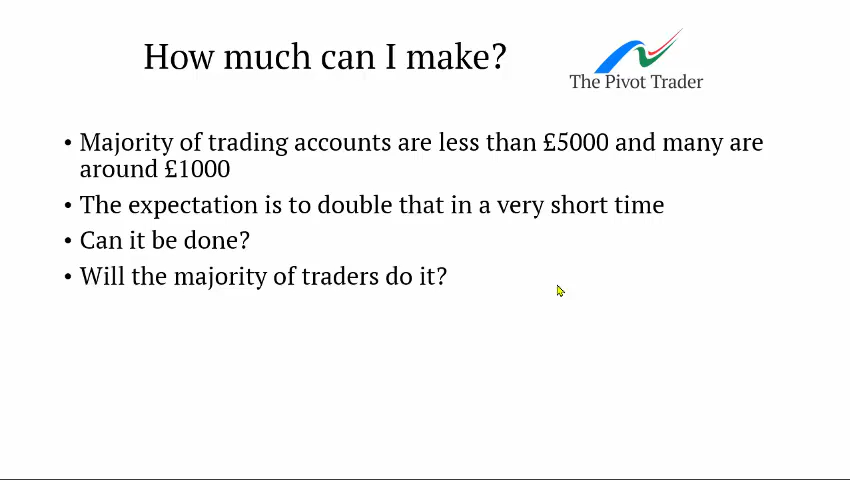 How much can I make?
The Pivot Trader
• Majority of trading accounts are less than £5000 and many are
around £1000
• The expectation is to double that in a very short time
• Can it be done?
• Will the majority of traders do it?